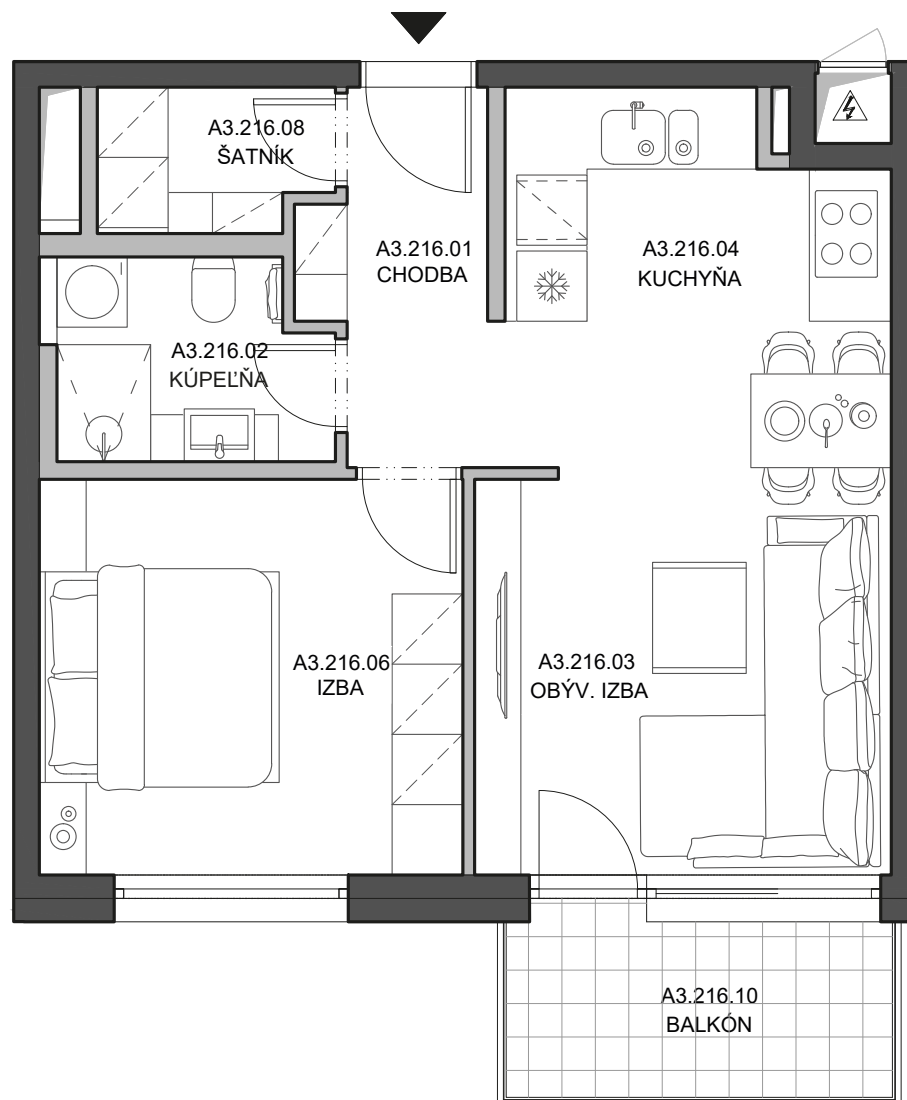 A3.216.08
ŠATNÍK
A3.216.01
CHODBA
A3.216.04
KUCHYŇA
A3.216.02
KÚPEĽŇA
A3.216.06
IZBA
A3.216.03
OBÝV. IZBA
A3.216.10
BALKÓN